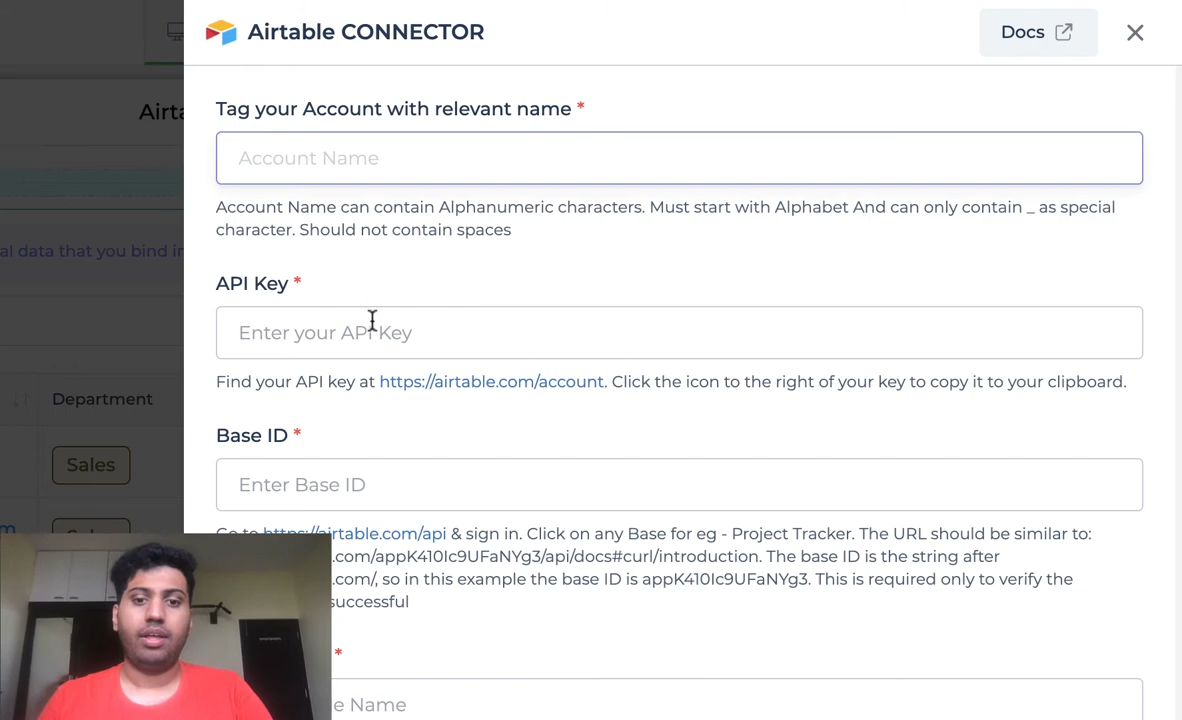 Airtable CONNECTOR
Docs
Airta
Tag your Account with relevant name *
Account Name
Account Name can contain Alphanumeric characters. Must start with Alphabet And can only contain _ as special
character. Should not contain spaces
al data that you bind in
API Key *
Enter your API Key
Find your API key at https://airtable.com/account. Click the icon to the right of your key to copy it to your clipboard.
Department
Base ID *
Sales
Enter Base ID
m
Go to https://airtable.com/api & sign in. Click on any Base for eg - Project Tracker. The URL should be similar to:
.com/appK410Ic9UFaNYg3/api/docs#curl/introduction. The base ID is the string after
.com/, so in this example the base ID is appK410Ic9UFaNYg3. This is required only to verify the
successful
*
e Name